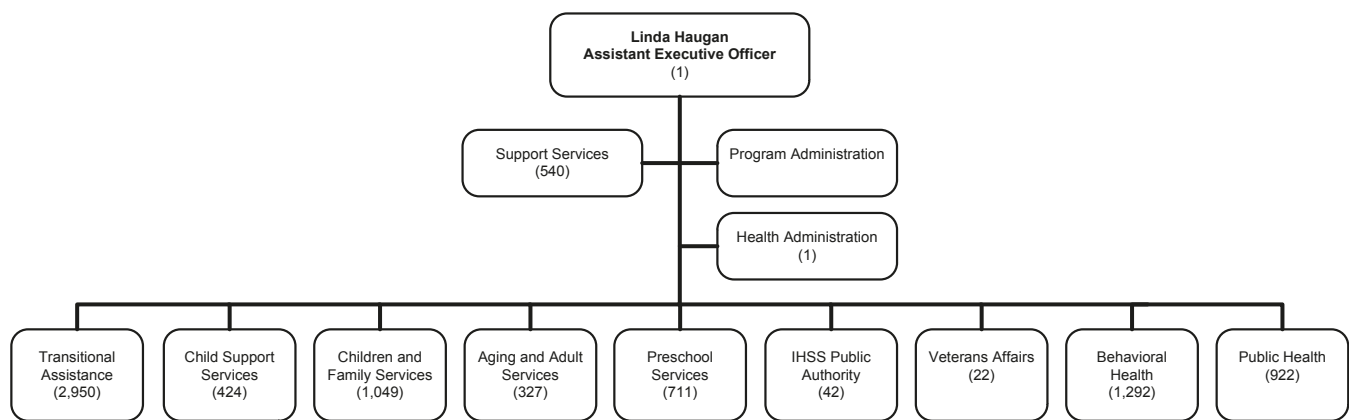 Linda Haugan
Assistant Executive Officer
(1)
Support Services
(540)
Program Administration
Health Administration
(1)
Transitional
Assistance
(2,950)
Child Support
Services
(424)
Children and
Family Services
(1,049)
Aging and Adult
Services
(327)
Preschool
Services
(711)
IHSS Public
Authority
(42)
Veterans Affairs
(22)
Behavioral
Health
(1,292)
Public Health
(922)